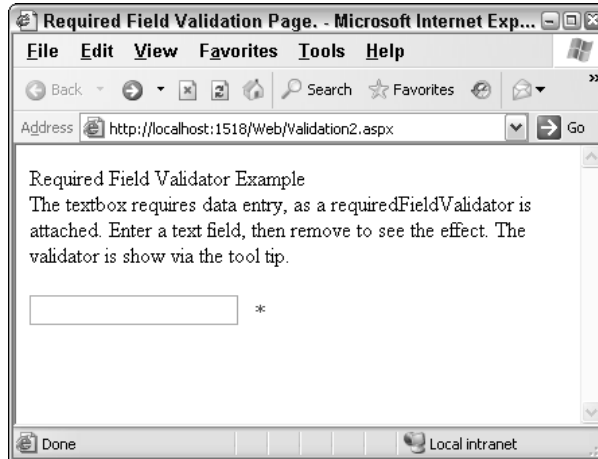 Required Field Validation Page. - Microsoft Internet Exp...
File Edit View Favorites Tools Help
Back Search Favorites »
Address http://localhost:1518/Web/Validation2.aspx Go
Required Field Validator Example
The textbox requires data entry, as a requiredFieldValidator is
attached. Enter a text field, then remove to see the effect. The
validator is show via the tool tip.
*
Done Local intranet